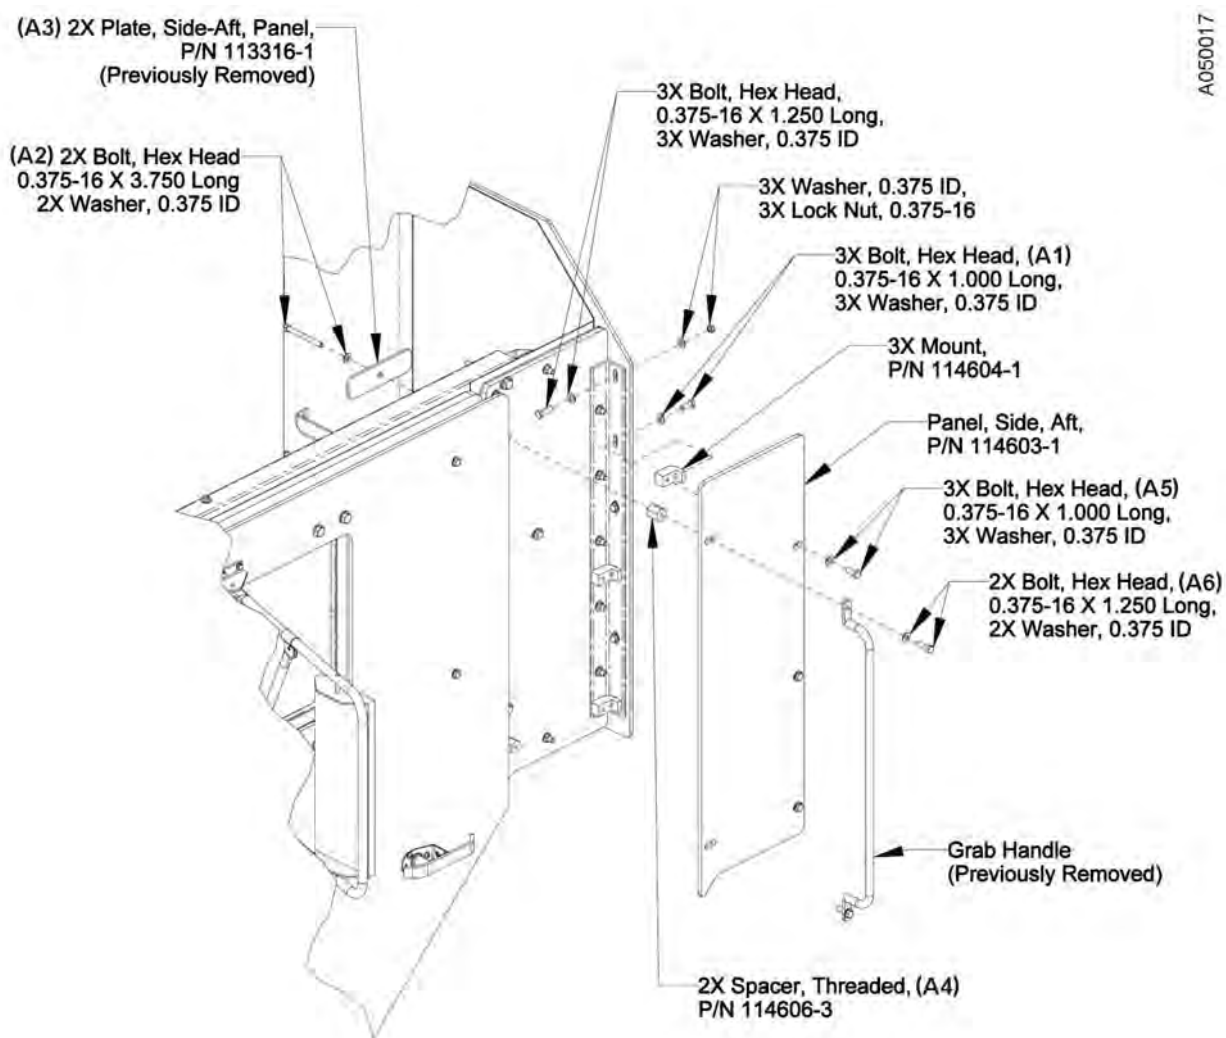 (A3) 2X Plate, Side-Aft, Panel,
P/N 113316-1
(Previously Removed)
(A2) 2X Bolt, Hex Head
0.375-16 X 3.750 Long
2X Washer, 0.375 ID
3X Bolt, Hex Head,
0.375-16 X 1.250 Long,
3X Washer, 0.375 ID
3X Washer, 0.375 ID,
3X Lock Nut, 0.375-16
3X Bolt, Hex Head, (A1)
0.375-16 X 1.000 Long,
3X Washer, 0.375 ID
3X Mount,
P/N 114604-1
Panel, Side, Aft,
P/N 114603-1
3X Bolt, Hex Head, (A5)
0.375-16 X 1.000 Long,
3X Washer, 0.375 ID
2X Bolt, Hex Head, (A6)
0.375-16 X 1.250 Long,
2X Washer, 0.375 ID
Grab Handle
(Previously Removed)
2X Spacer, Threaded, (A4)
P/N 114606-3
A050017